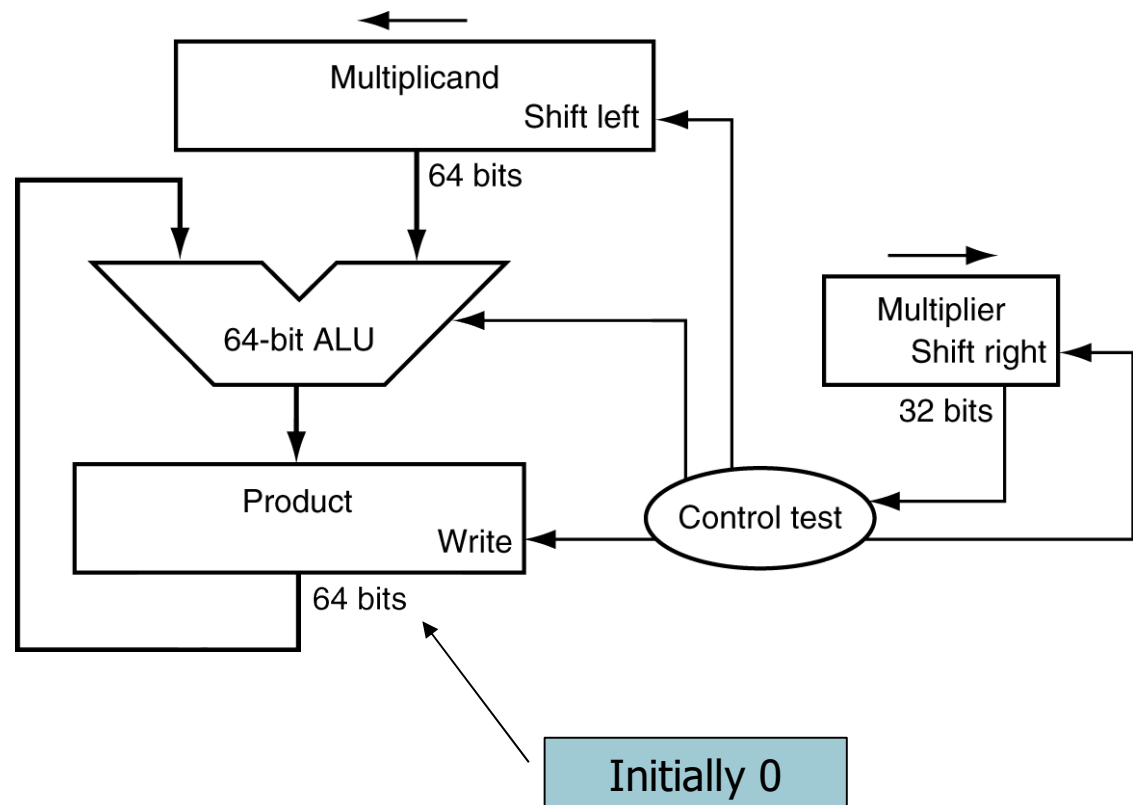 Multiplicand
Shift left
64 bits
64-bit ALU
Multiplier
Shift right
32 bits
Product
Write
Control test
64 bits
Initially 0